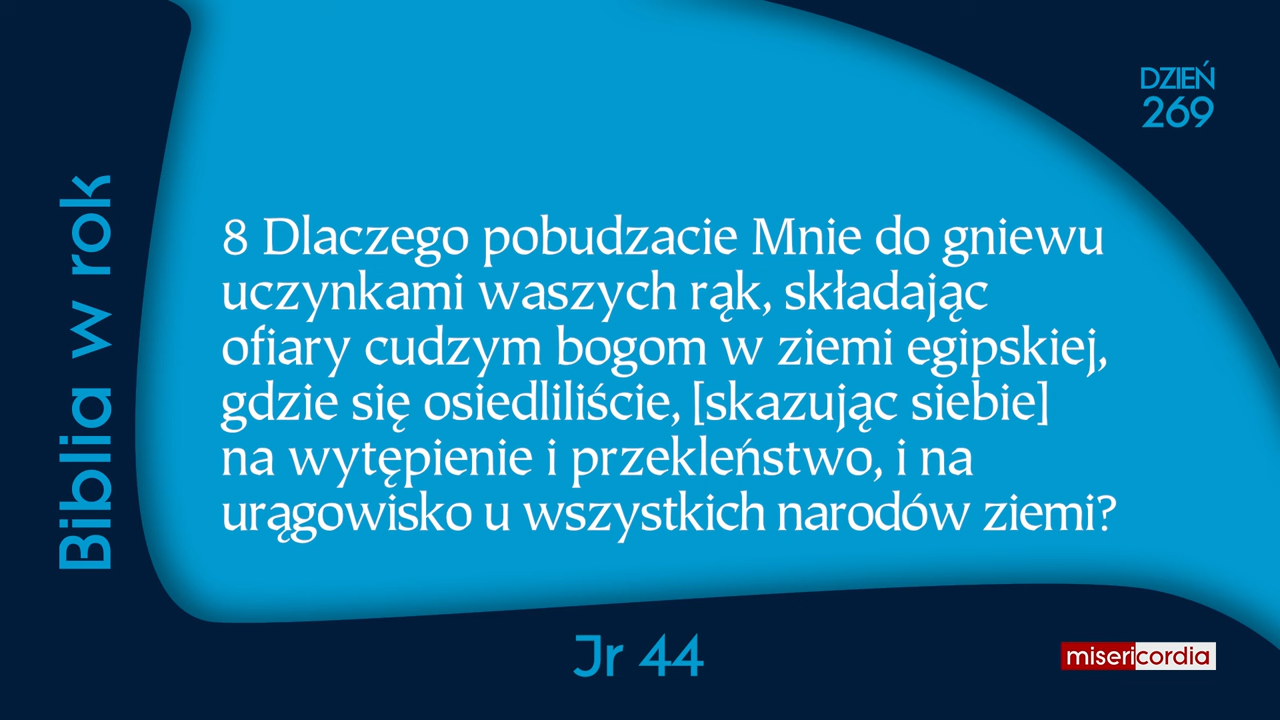 DZIEŃ
269
Biblia w rok
8 Dlaczego pobudzacie Mnie do gniewu
uczynkami waszych rąk, składając
ofiary cudzym bogom w ziemi egipskiej,
gdzie się osiedliliście, [skazując siebie]
na wytępienie i przekleństwo, i na
urągowisko u wszystkich narodów ziemi?
Jr 44
misericordia